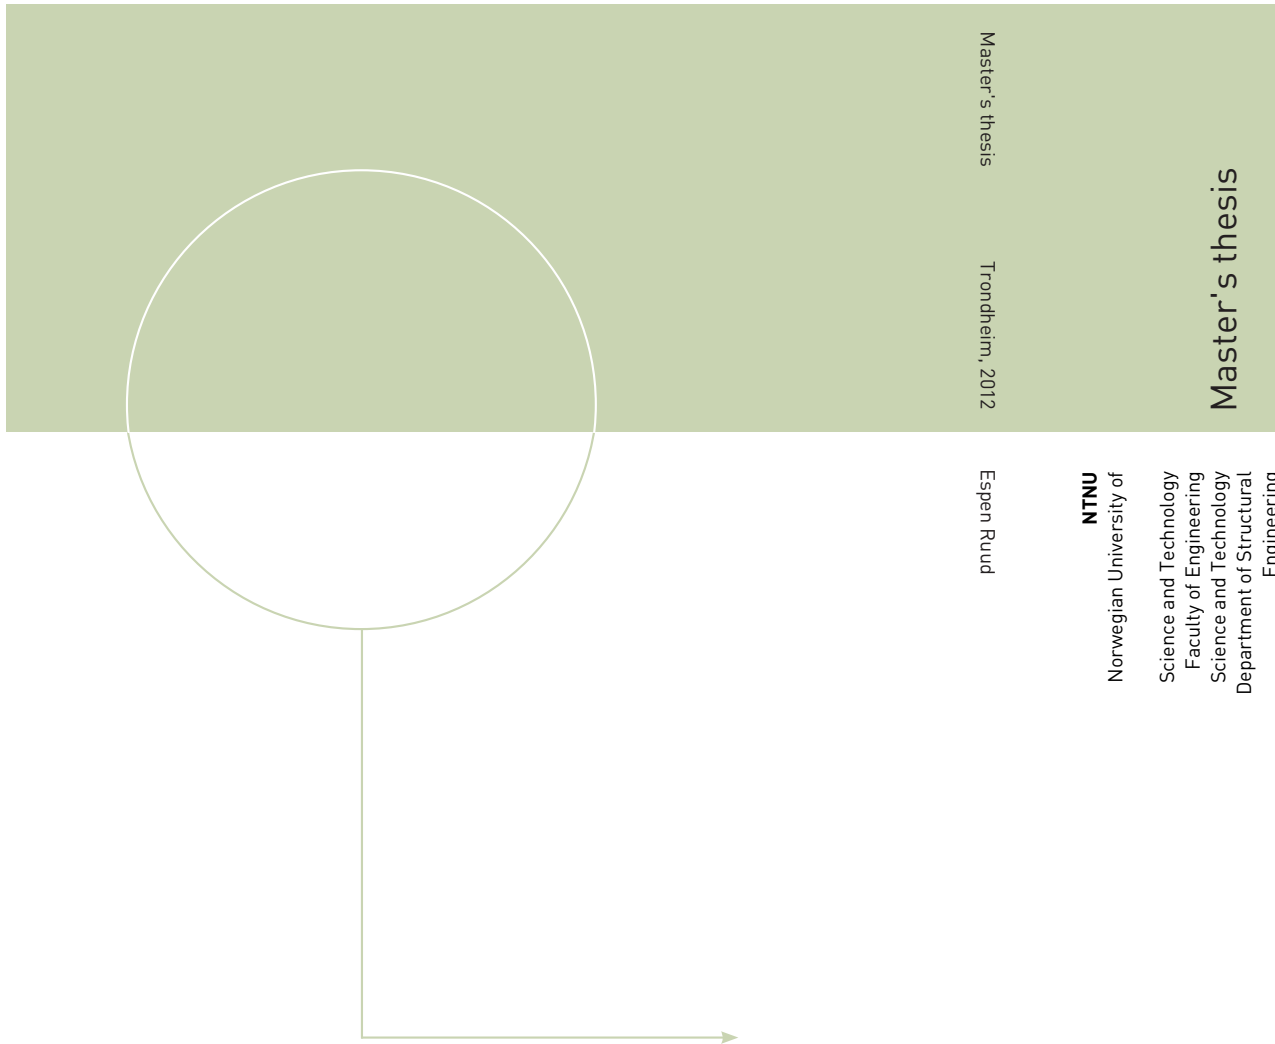 Master's thesis
Trondheim, 2012
Espen Ruud
Master's thesis
NTNU
Norwegian University of
Science and Technology
Faculty of Engineering
Science and Technology
Department of Structural
Engineering